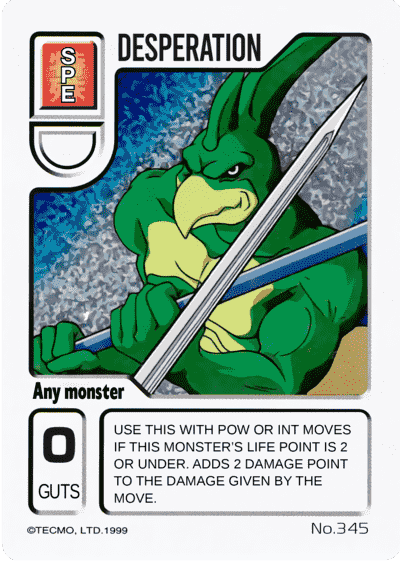 SPE
DESPERATION
Any monster
0
GUTS
USE THIS WITH POW OR INT MOVES
IF THIS MONSTER'S LIFE POINT IS 2
OR UNDER. ADDS 2 DAMAGE POINT
TO THE DAMAGE GIVEN BY THE
MOVE.
©TECMO, LTD.1999
No.345